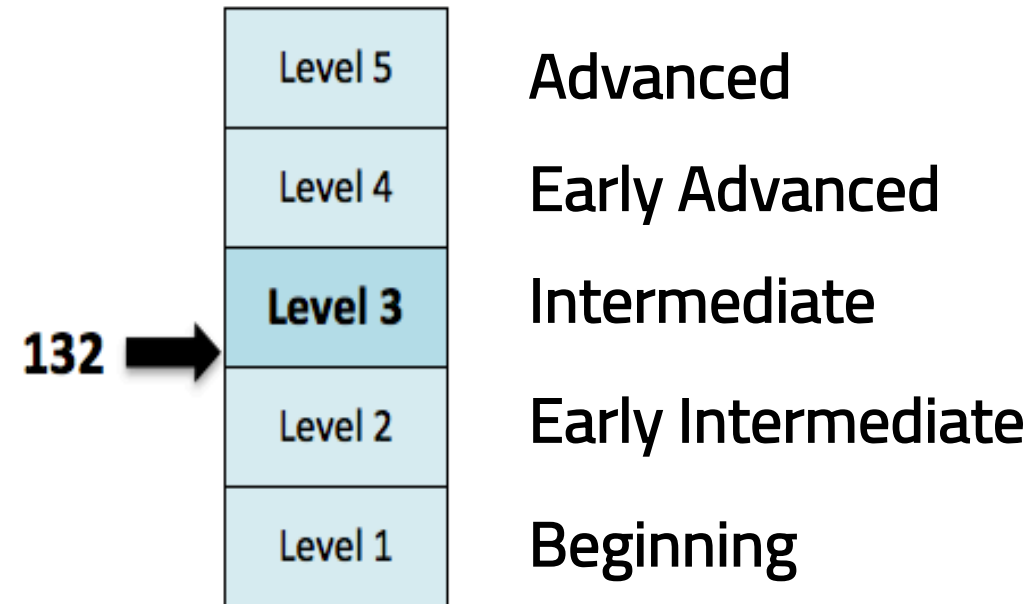 Level 5 Advanced
Level 4 Early Advanced
Level 3 Intermediate
132
Level 2 Early Intermediate
Level 1 Beginning